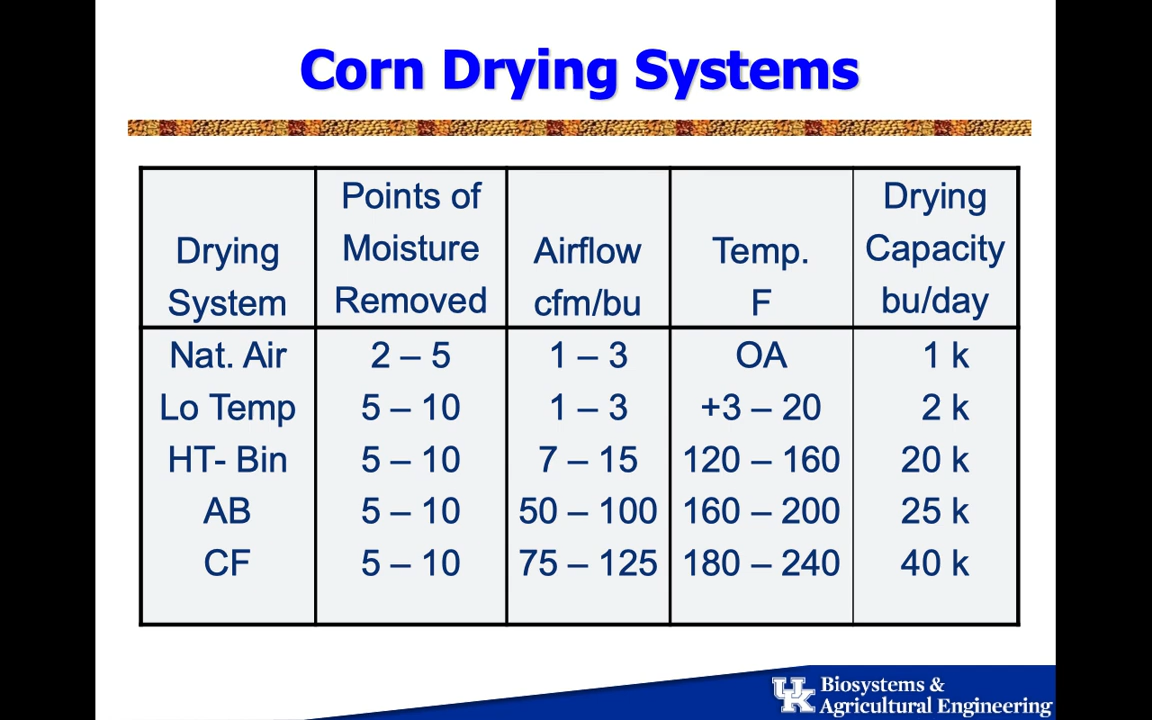 Corn Drying Systems
Drying System Points of Moisture Removed Airflow cfm/bu Temp. F Drying Capacity bu/day
Nat. Air 2 – 5 1 – 3 OA 1 k
Lo Temp 5 – 10 1 – 3 +3 – 20 2 k
HT- Bin 5 – 10 7 – 15 120 – 160 20 k
AB 5 – 10 50 – 100 160 – 200 25 k
CF 5 – 10 75 – 125 180 – 240 40 k
UK Biosystems &
Agricultural Engineering